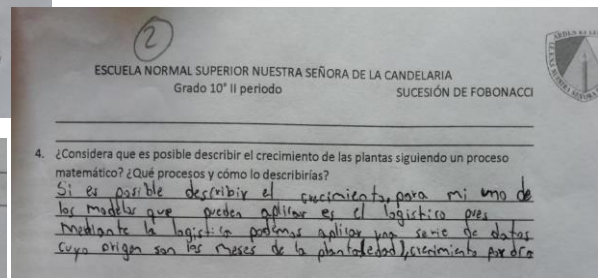 2
ESCUELA NORMAL SUPERIOR NUESTRA SEÑORA DE LA CANDELARIA
Grado 10° II periodo SUCESIÓN DE FOBONACCI
4. ¿Considera que es posible describir el crecimiento de las plantas siguiendo un proceso
matemático? ¿Qué procesos y cómo lo describirías?
Si es posible describir el crecimiento, para mi uno de
los modelos que pueden aplicar es el logistico pues
mediante la logistica podemos aplicar una serie de datos
cuyo origen son los meses de la planta(edad), crecimiento por dia